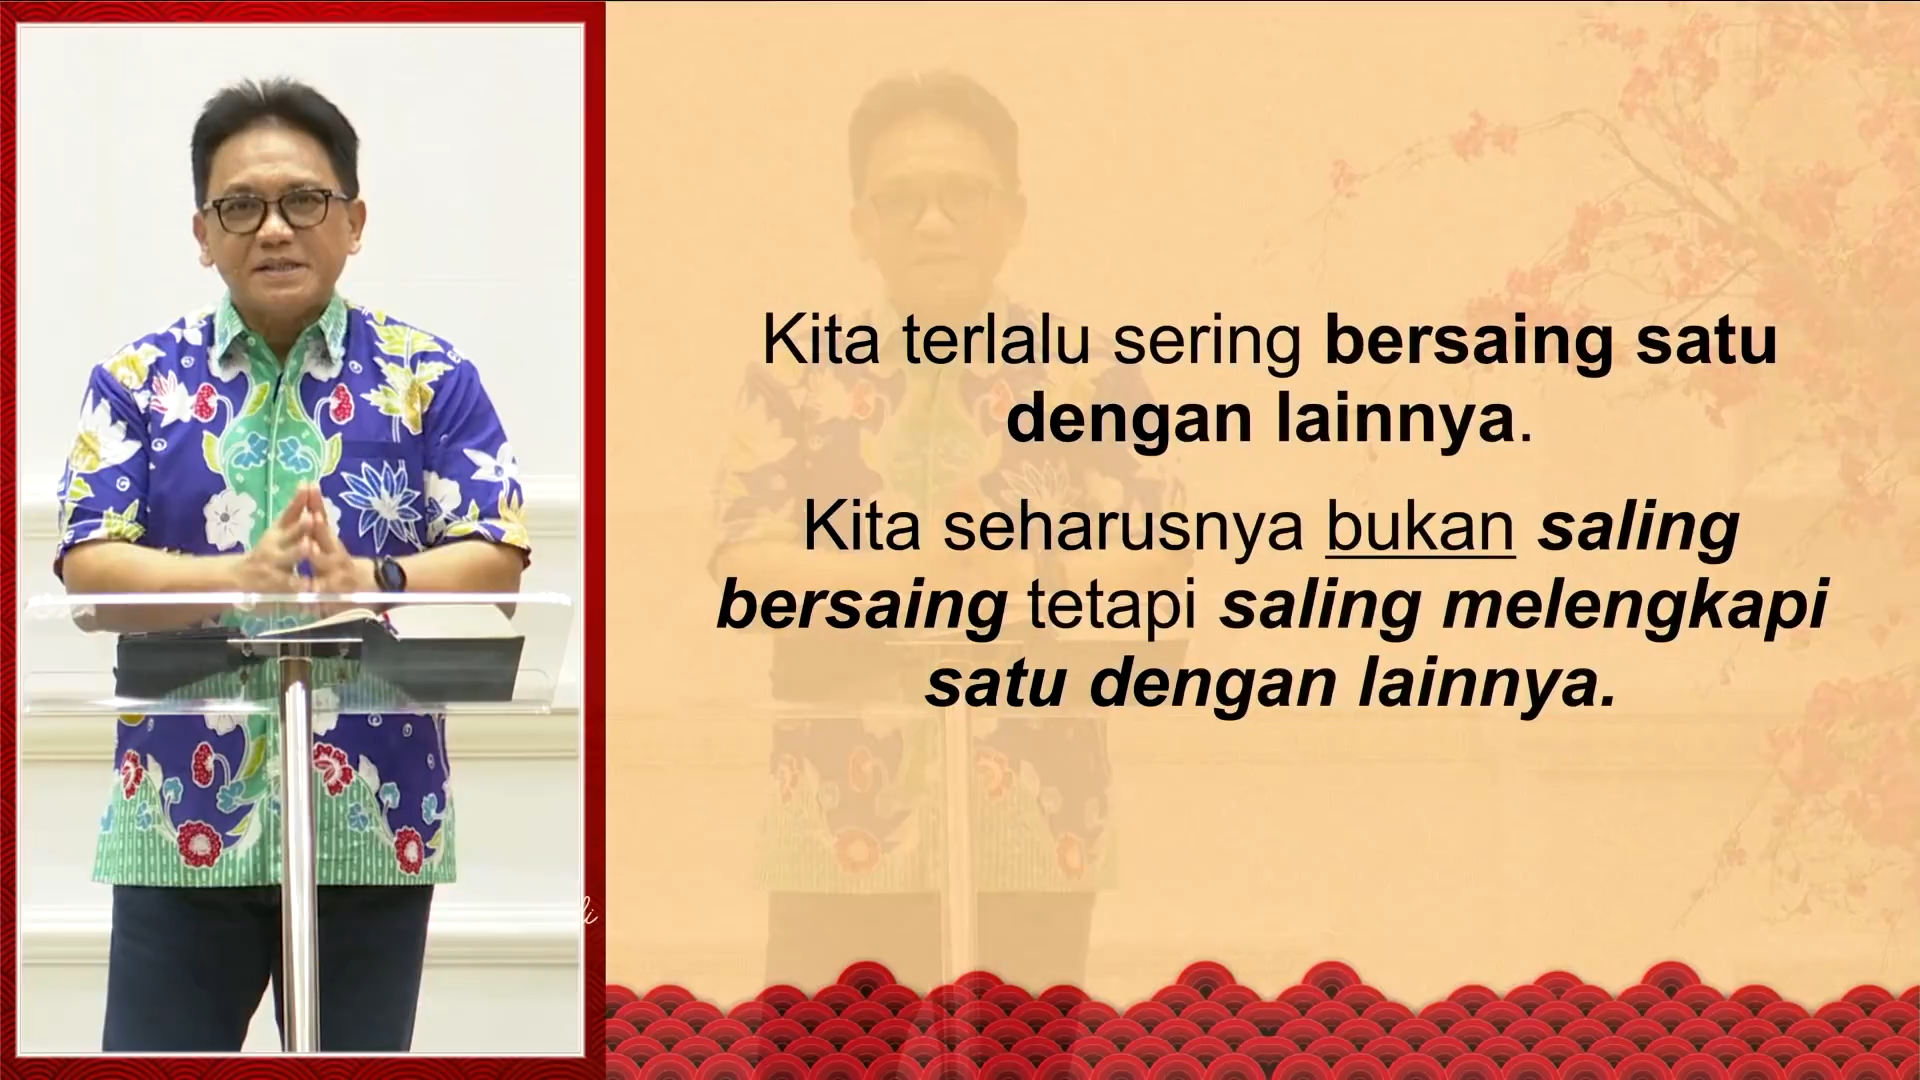 Kita terlalu sering bersaing satu
dengan lainnya.
Kita seharusnya bukan saling
bersaing tetapi saling melengkapi
satu dengan lainnya.